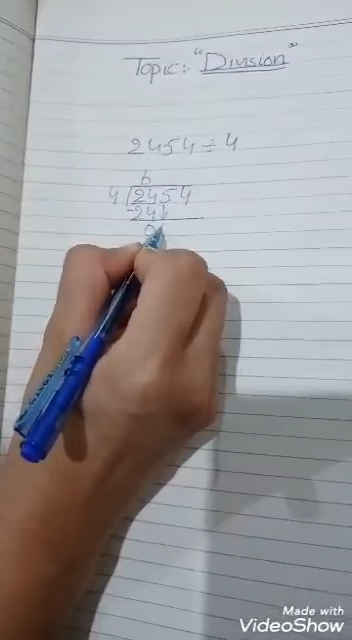 Topic: "Division"
2454 ÷ 4
6
4 2454
-24↓
0
Made with
VideoShow